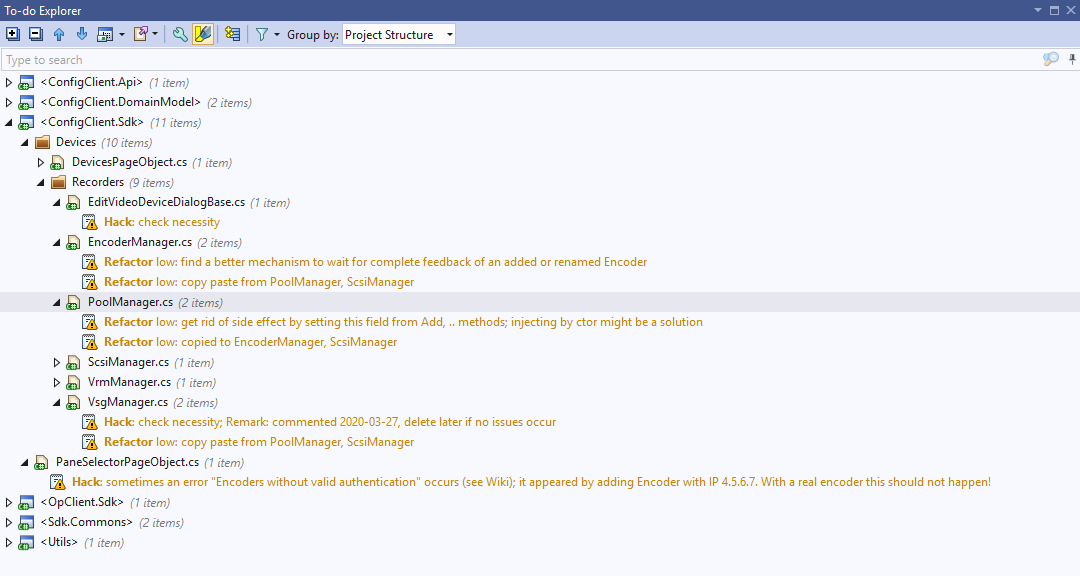 To-do Explorer
Group by: Project Structure
Type to search
<ConfigClient.Api> (1 item)
<ConfigClient.DomainModel> (2 items)
<ConfigClient.Sdk> (11 items)
Devices (10 items)
DevicesPageObject.cs (1 item)
Recorders (9 items)
EditVideoDeviceDialogBase.cs (1 item)
Hack: check necessity
EncoderManager.cs (2 items)
Refactor low: find a better mechanism to wait for complete feedback of an added or renamed Encoder
Refactor low: copy paste from PoolManager, ScsiManager
PoolManager.cs (2 items)
Refactor low: get rid of side effect by setting this field from Add, .. methods; injecting by ctor might be a solution
Refactor low: copied to EncoderManager, ScsiManager
ScsiManager.cs (1 item)
VrmManager.cs (1 item)
VsgManager.cs (2 items)
Hack: check necessity; Remark: commented 2020-03-27, delete later if no issues occur
Refactor low: copy paste from PoolManager, ScsiManager
PaneSelectorPageObject.cs (1 item)
Hack: sometimes an error "Encoders without valid authentication" occurs (see Wiki); it appeared by adding Encoder with IP 4.5.6.7. With a real encoder this should not happen!
<OpClient.Sdk> (1 item)
<Sdk.Commons> (2 items)
<Utils> (1 item)